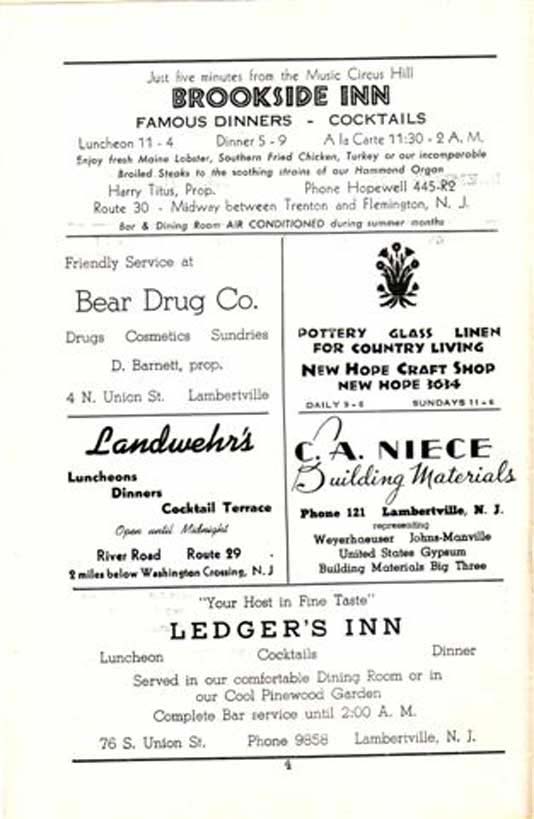 Just five minutes from the Music Circus Hill
BROOKSIDE INN
FAMOUS DINNERS - COCKTAILS
Luncheon 11 - 4 Dinner 5 - 9 A la Carte 11:30 - 2 A. M.
Enjoy fresh Maine Lobster, Southern Fried Chicken, Turkey or our incomparable
Broiled Steaks to the soothing strains of our Hammond Organ
Harry Titus, Prop. Phone Hopewell 445-R2
Route 30 - Midway between Trenton and Flemington, N. J.
Bar & Dining Room AIR CONDITIONED during summer months
Friendly Service at
Bear Drug Co.
Drugs Cosmetics Sundries
D. Barnett, prop.
4 N. Union St. Lambertville
POTTERY GLASS LINEN
FOR COUNTRY LIVING
NEW HOPE CRAFT SHOP
NEW HOPE 3034
DAILY 9-6 SUNDAYS 11-6
Landwehr's
Luncheons
Dinners
Cocktail Terrace
Open until Midnight
River Road Route 29
2 miles below Washington Crossing, N. J
C. A. NIECE
Building Materials
Phone 121 Lambertville, N. J.
representing
Weyerhaeuser Johns-Manville
United States Gypsum
Building Materials Big Three
"Your Host in Fine Taste"
LEDGER'S INN
Luncheon Cocktails Dinner
Served in our comfortable Dining Room or in
our Cool Pinewood Garden
Complete Bar service until 2:00 A. M.
76 S. Union St. Phone 9858 Lambertville, N. J.
4